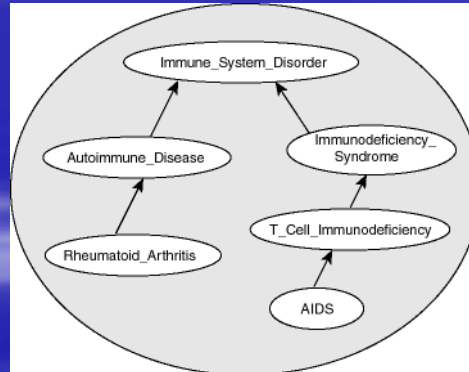 Immune_System_Disorder
Autoimmune_Disease
Immunodeficiency_
Syndrome
T_Cell_Immunodeficiency
Rheumatoid_Arthritis
AIDS